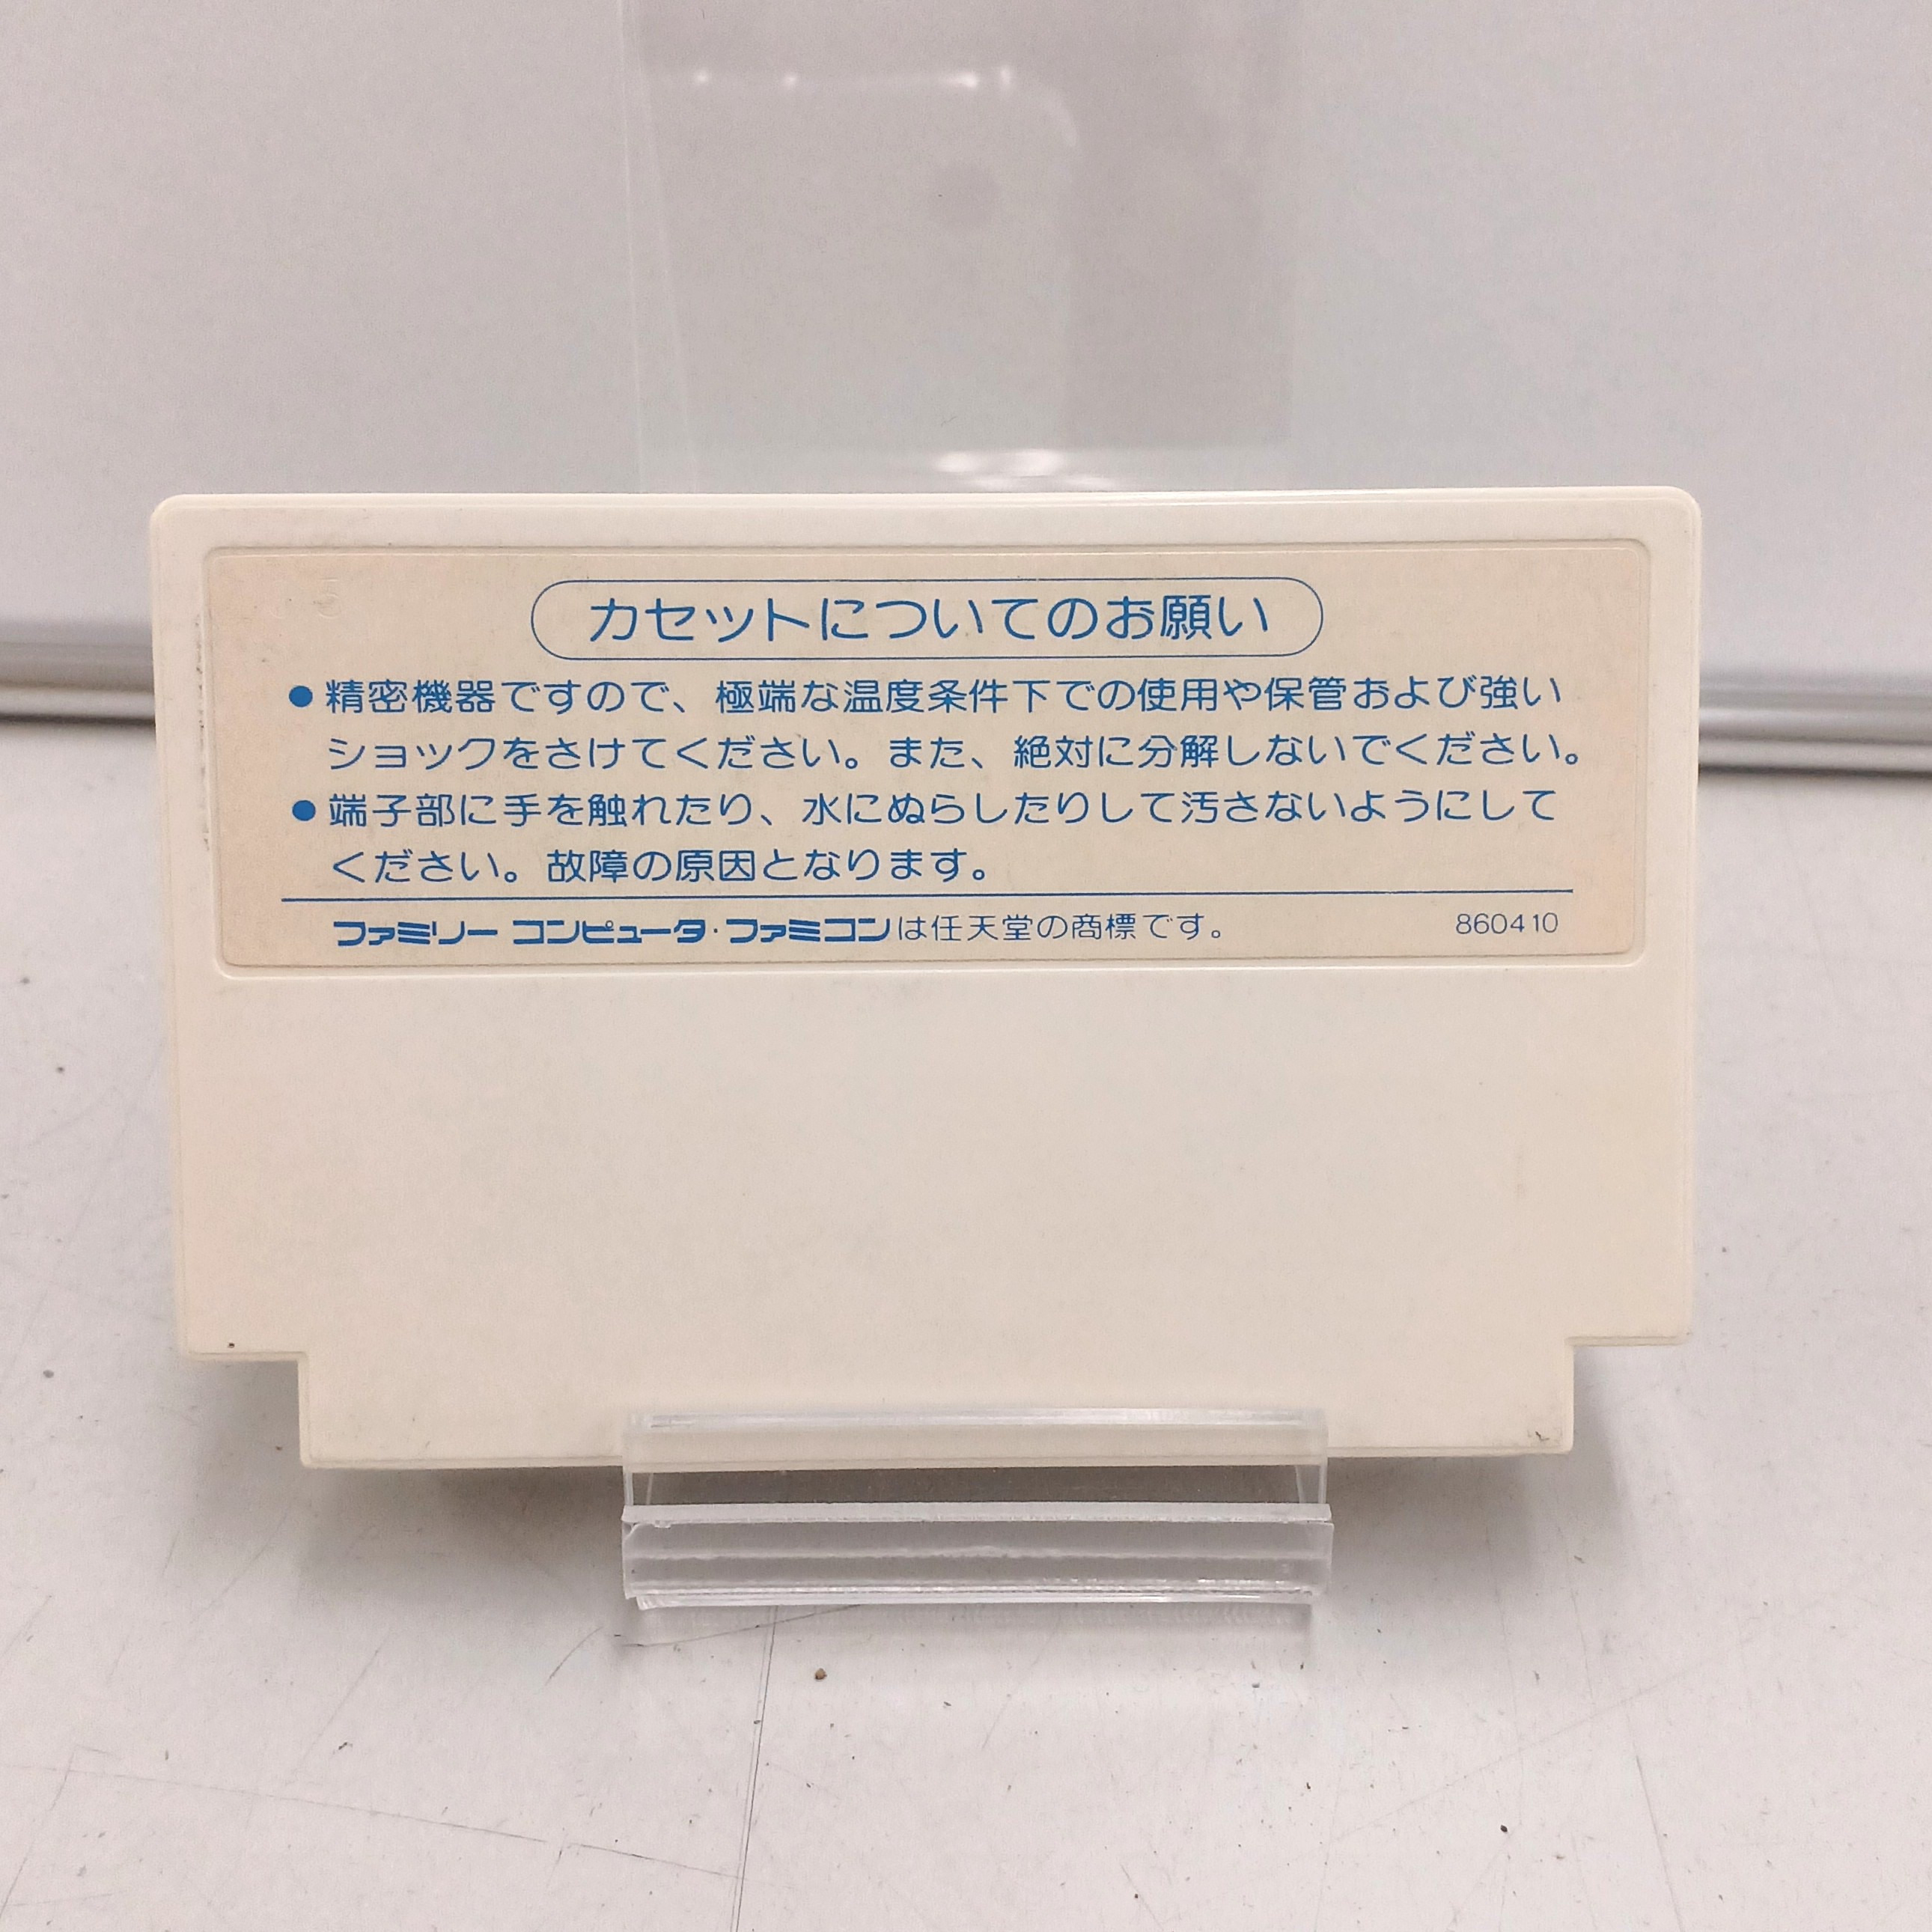 カセットについてのお願い
●精密機器ですので、極端な温度条件下での使用や保管および強い
ショックをさけてください。また、絶対に分解しないでください。
●端子部に手を触れたり、水にぬらしたりして汚さないようにして
ください。故障の原因となります。
ファミリー コンピュータ・ファミコンは任天堂の商標です。 860410